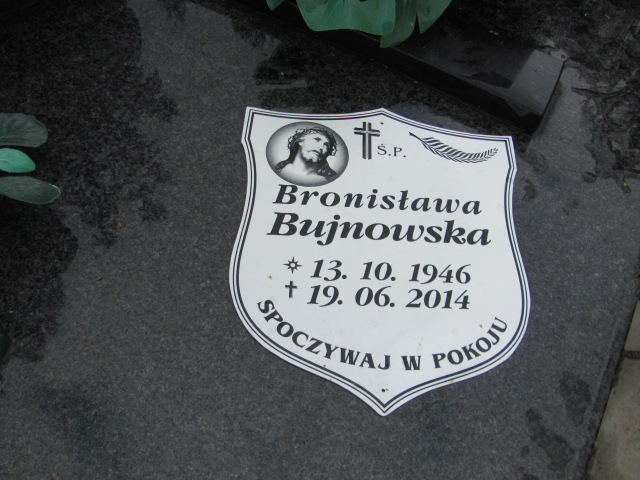 Ś.P.
Bronisława
Bujnowska
13. 10. 1946
19. 06. 2014
SPOCZYWAJ W POKOJU